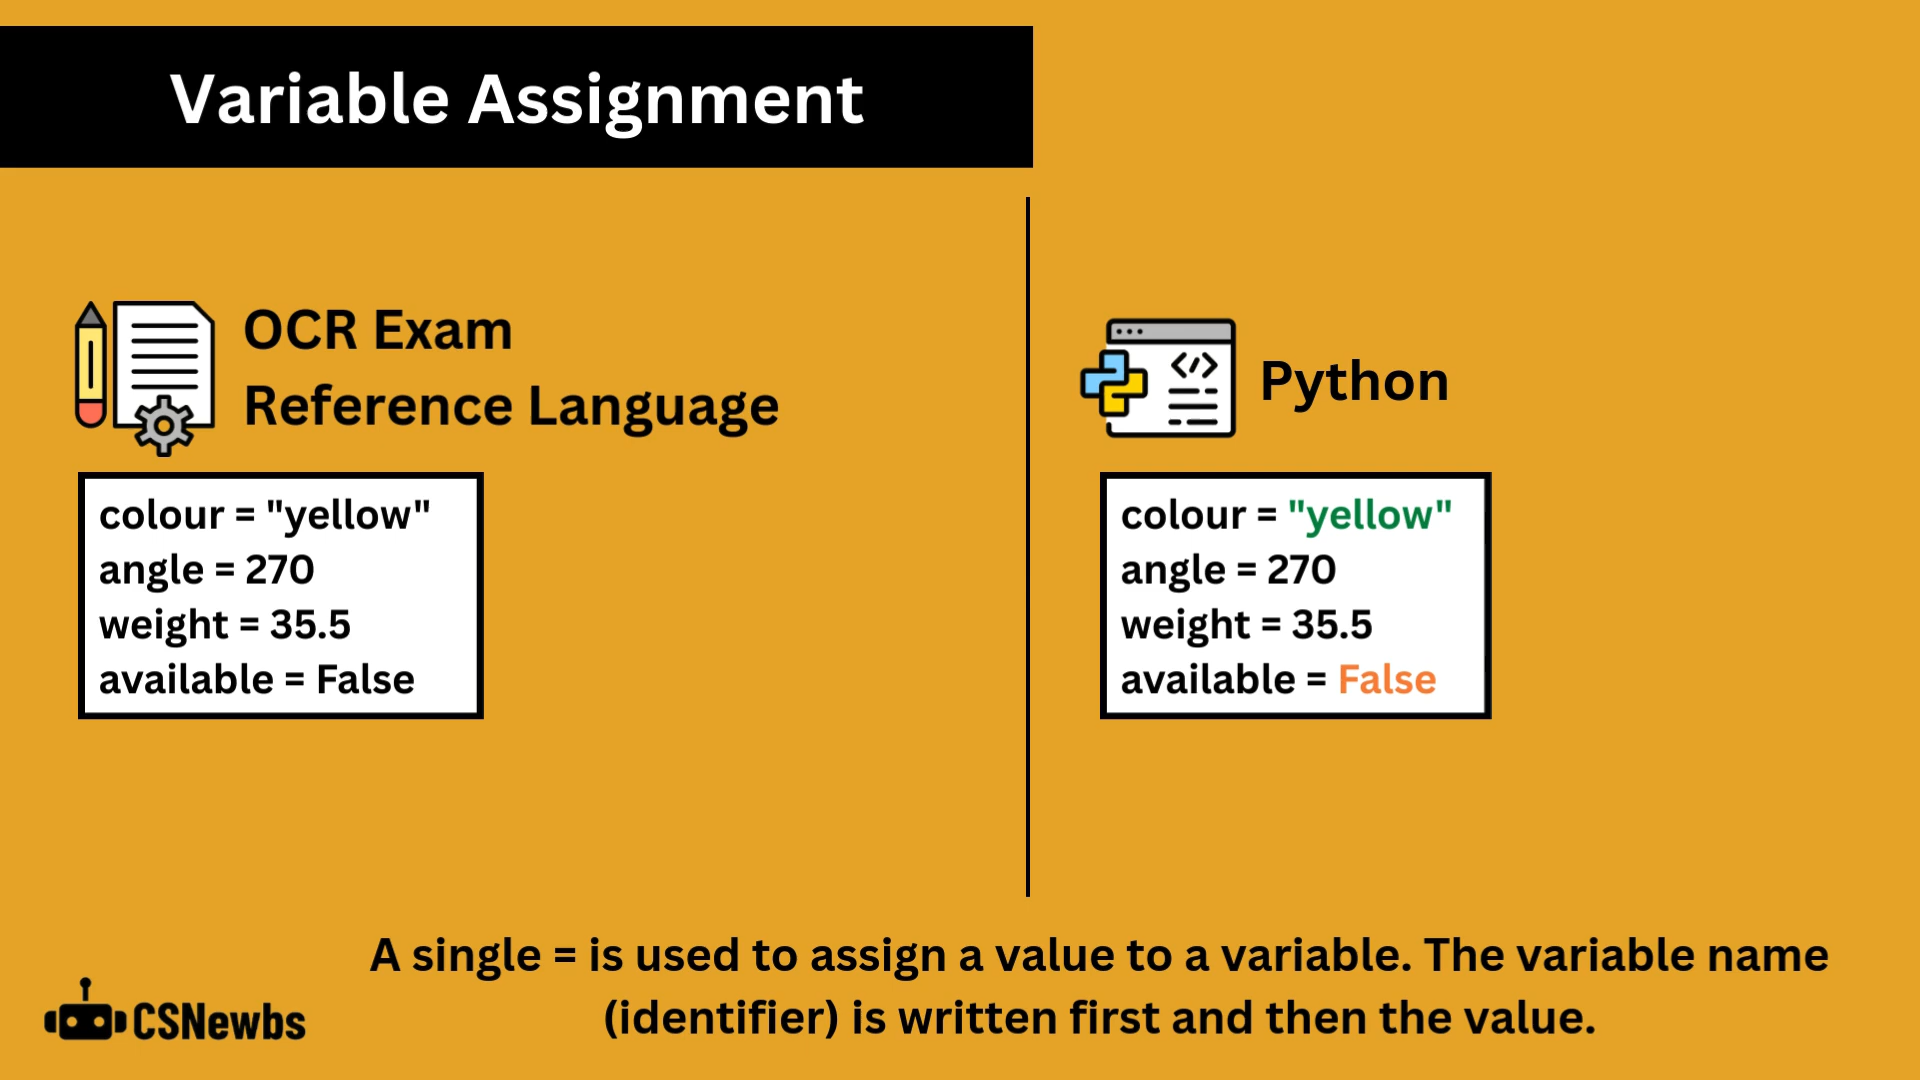 Variable Assignment
OCR Exam
Reference Language
colour = "yellow"
angle = 270
weight = 35.5
available = False
Python
colour = "yellow"
angle = 270
weight = 35.5
available = False
A single = is used to assign a value to a variable. The variable name
(identifier) is written first and then the value.
CSNewbs